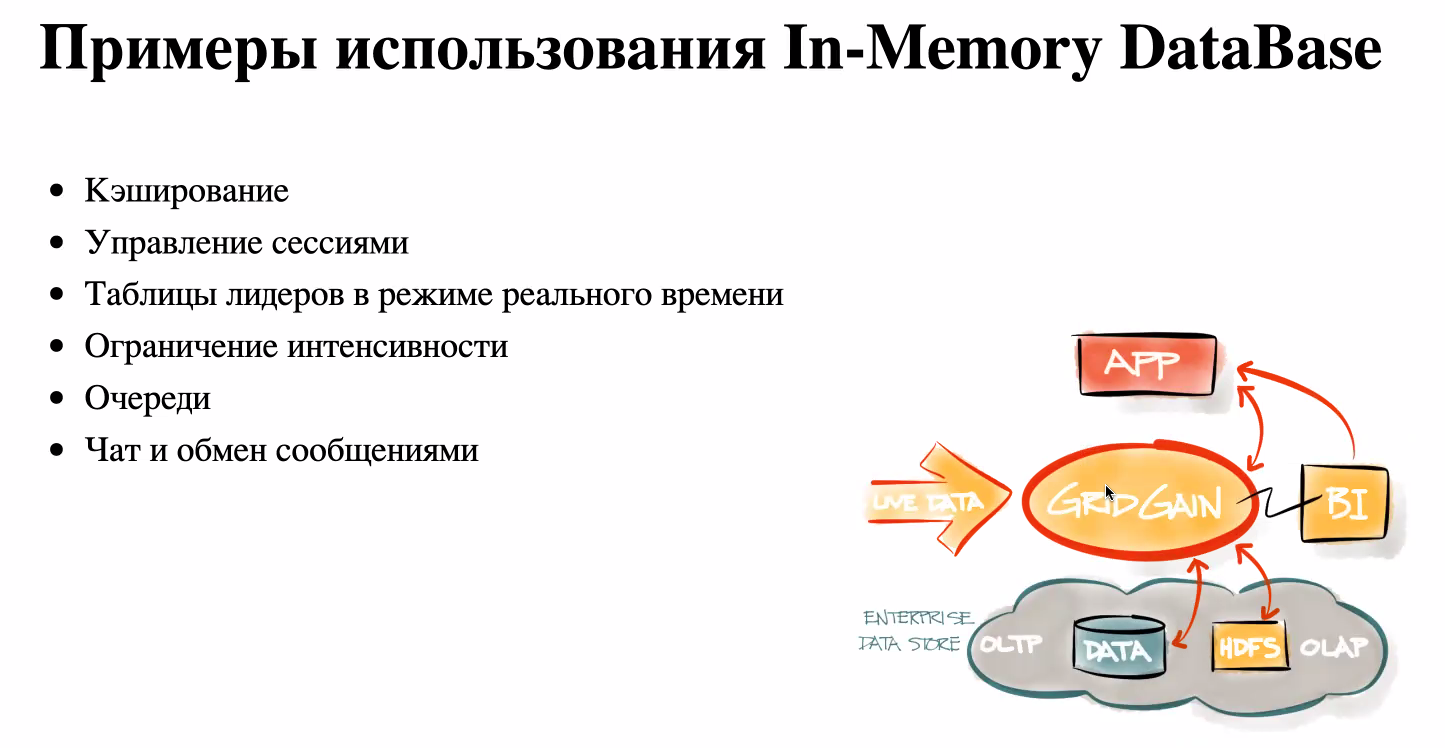 Примеры использования In-Memory DataBase
Кэширование
Управление сессиями
Таблицы лидеров в режиме реального времени
Ограничение интенсивности
Очереди
Чат и обмен сообщениями
APP
LIVE DATA
GRIDGAIN
BI
ENTERPRISE
DATA STORE
OLTP
DATA
HDFS
OLAP